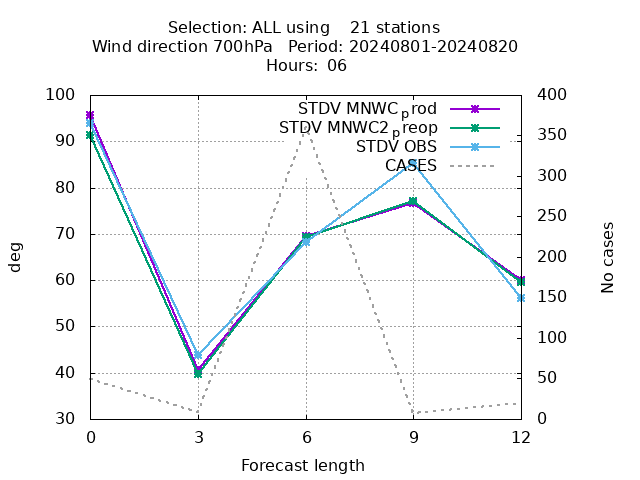 Selection: ALL using    21 stations
Wind direction 700hPa   Period: 20240801-20240820
Hours:  06
STDV MNWCprod
STDV MNWC2preop
STDV OBS
CASES
100
90
80
70
60
50
40
30
deg
400
350
300
250
200
150
100
50
0
No cases
0 3 6 9 12
Forecast length